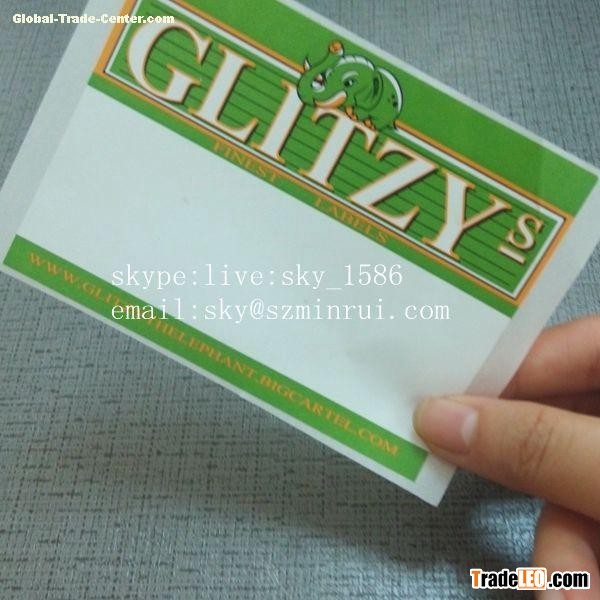 Global-Trade-Center.com
GLITZYS
FINEST LABELS
skype:live:sky_1586
email:sky@szminrui.com
WWW.GLITZYTHELEPHANT.BIGCARTEL.COM
TradeLEO.com